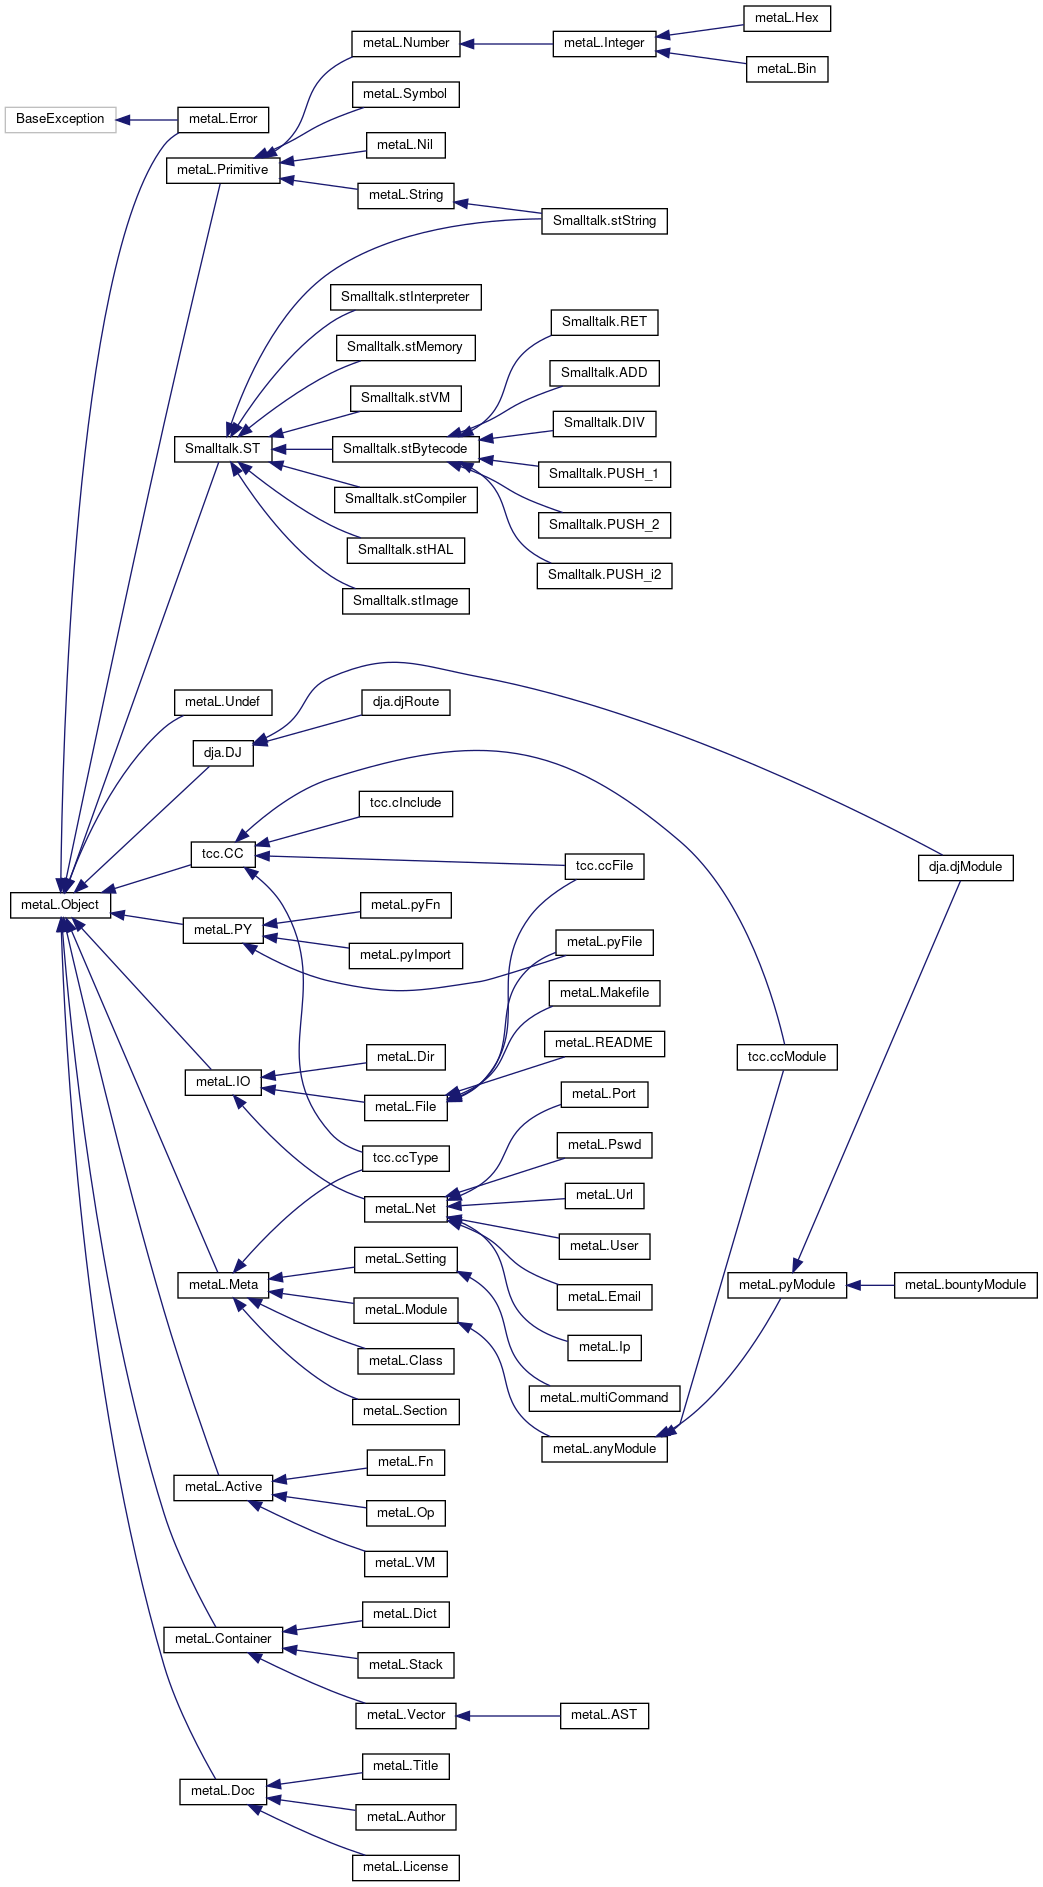 metaL.Hex
metaL.Number
metaL.Integer
metaL.Bin
metaL.Symbol
BaseException
metaL.Error
metaL.Nil
metaL.Primitive
metaL.String
Smalltalk.stString
Smalltalk.stInterpreter
Smalltalk.RET
Smalltalk.stMemory
Smalltalk.ADD
Smalltalk.stVM
Smalltalk.DIV
Smalltalk.ST
Smalltalk.stBytecode
Smalltalk.PUSH_1
Smalltalk.stCompiler
Smalltalk.PUSH_2
Smalltalk.stHAL
Smalltalk.PUSH_i2
Smalltalk.stImage
metaL.Undef
dja.djRoute
dja.DJ
tcc.cInclude
tcc.CC
tcc.ccFile
dja.djModule
metaL.Object
metaL.pyFn
metaL.PY
metaL.pyFile
metaL.pyImport
metaL.Makefile
metaL.README
metaL.Dir
tcc.ccModule
metaL.IO
metaL.File
metaL.Port
metaL.Pswd
tcc.ccType
metaL.Url
metaL.Net
metaL.User
metaL.Setting
metaL.Meta
metaL.pyModule
metaL.bountyModule
metaL.Email
metaL.Module
metaL.Ip
metaL.Class
metaL.multiCommand
metaL.Section
metaL.anyModule
metaL.Fn
metaL.Active
metaL.Op
metaL.VM
metaL.Dict
metaL.Container
metaL.Stack
metaL.Vector
metaL.AST
metaL.Title
metaL.Doc
metaL.Author
metaL.License